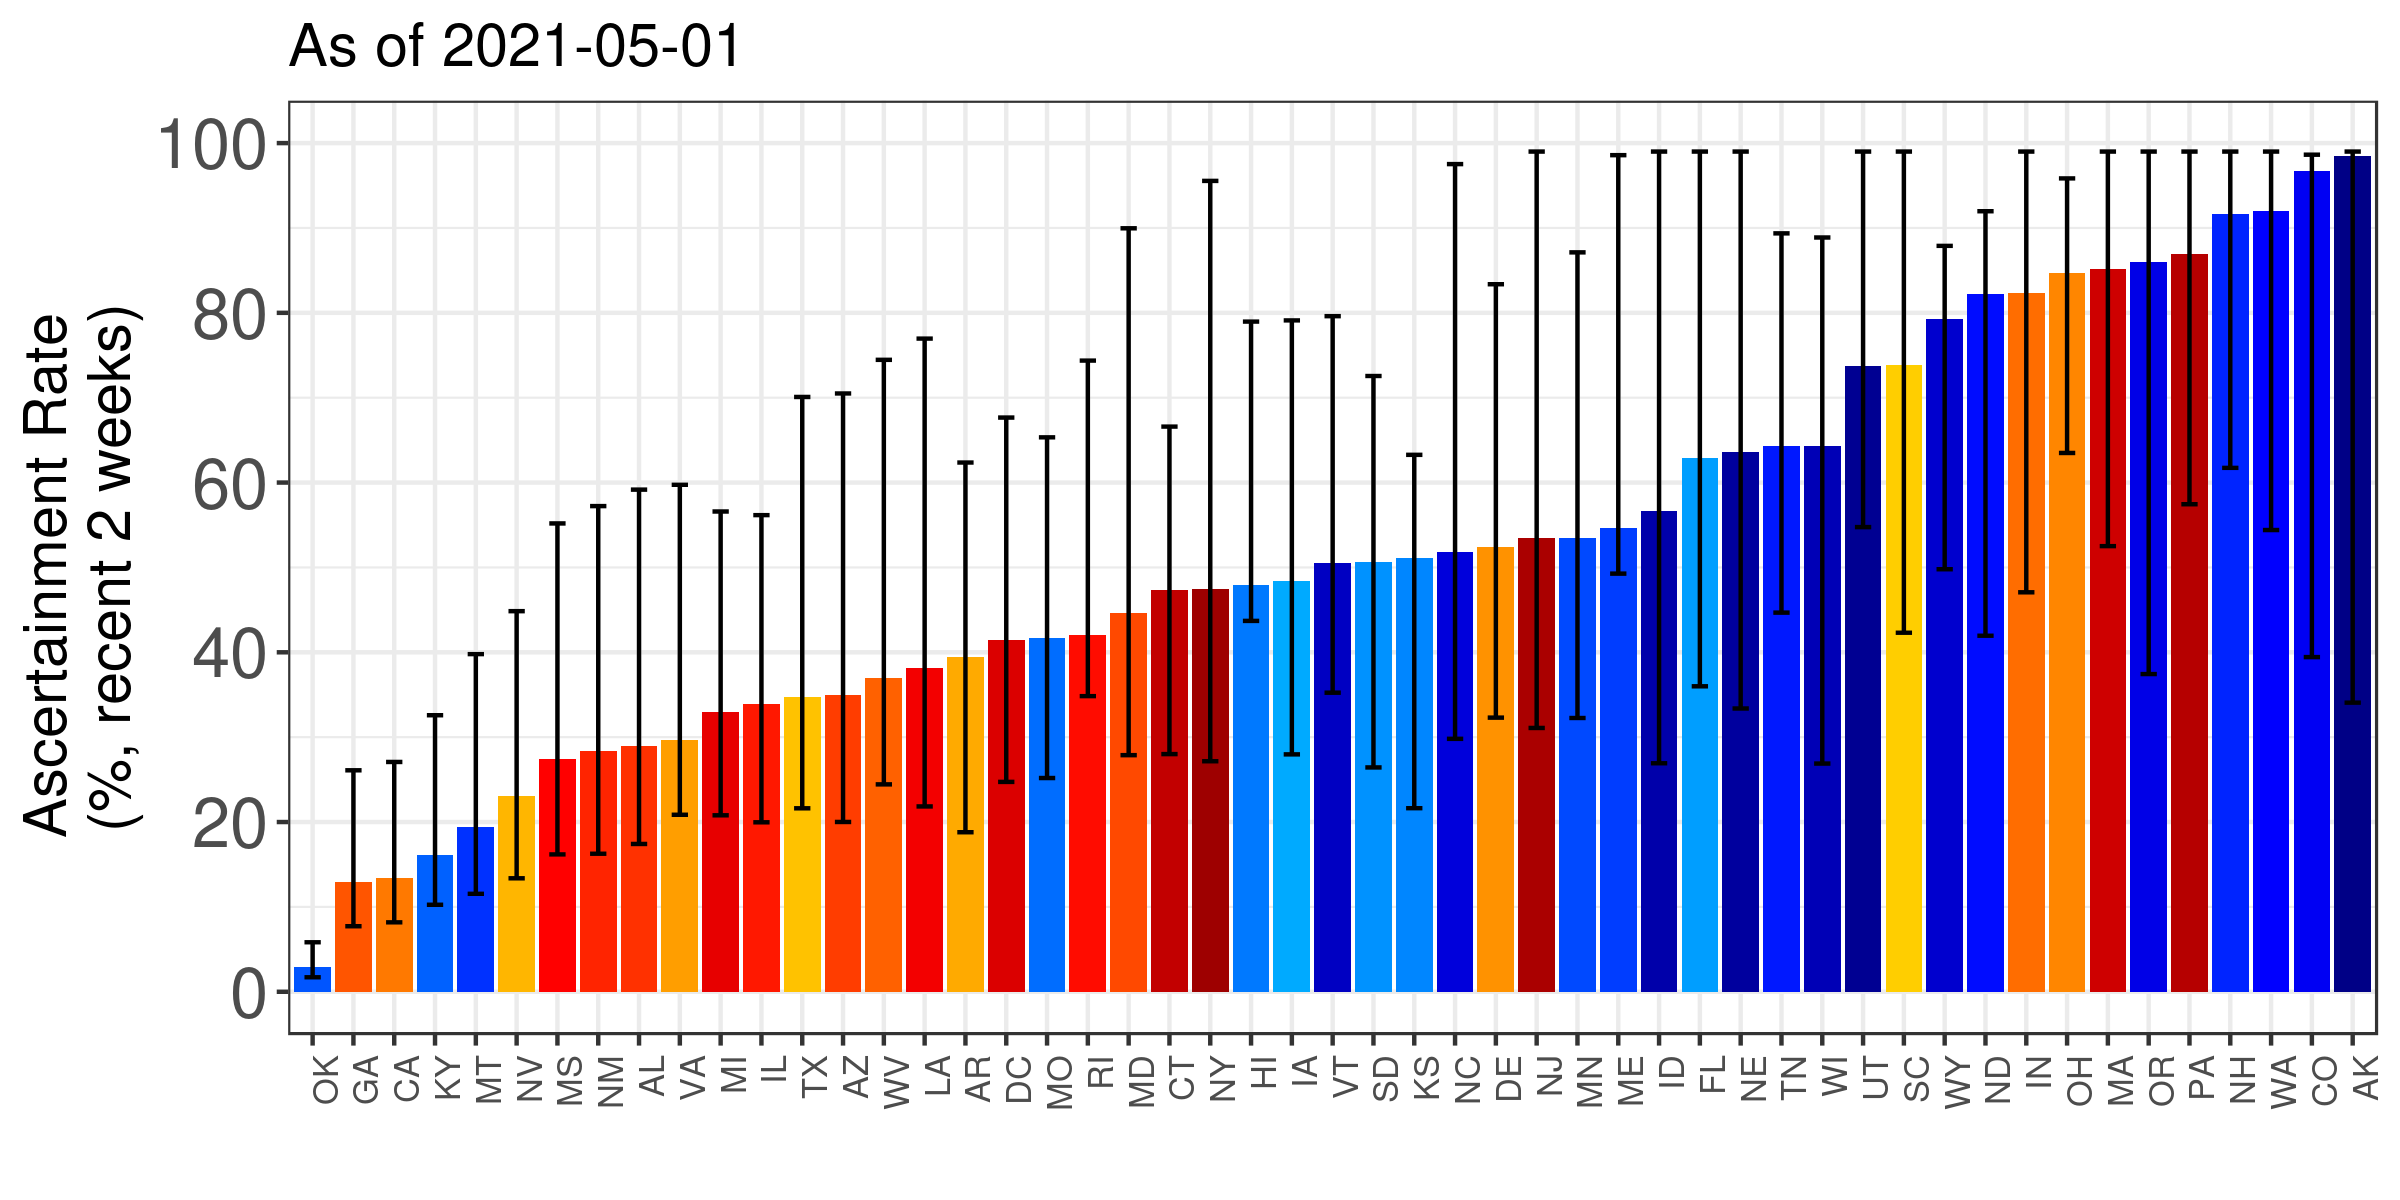 As of 2021-05-01
Ascertainment Rate
(%, recent 2 weeks)
100
80
60
40
20
0
OK GA CA KY MT NV MS NM AL VA MI IL TX AZ WV LA AR DC MO RI MD CT NY HI IA VT SD KS NC DE NJ MN ME ID FL NE TN WI UT SC WY ND IN OH MA OR PA NH WA CO AK